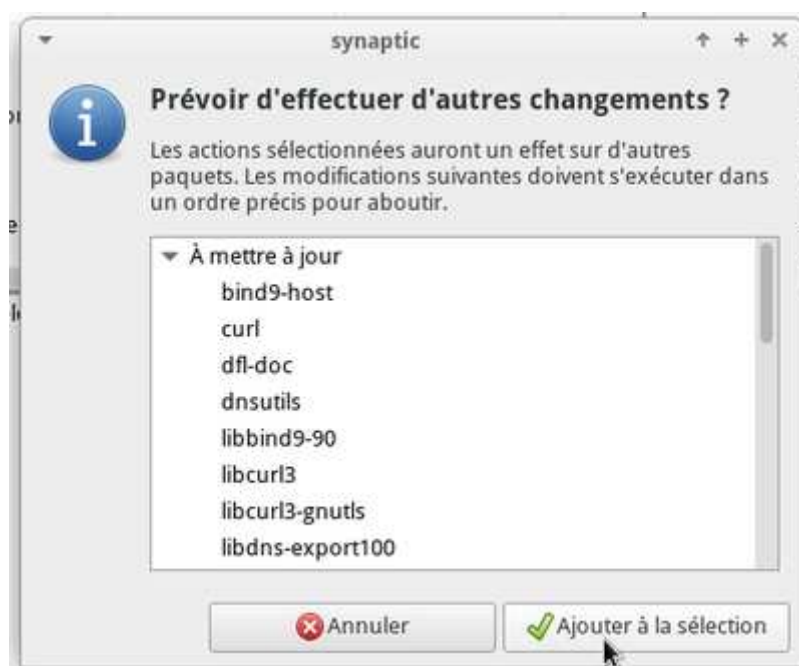 synaptic
Prévoir d'effectuer d'autres changements ?
Les actions sélectionnées auront un effet sur d'autres
paquets. Les modifications suivantes doivent s'exécuter dans
un ordre précis pour aboutir.
À mettre à jour
bind9-host
curl
dfl-doc
dnsutils
libbind9-90
libcurl3
libcurl3-gnutls
libdns-export100
Annuler
Ajouter à la sélection